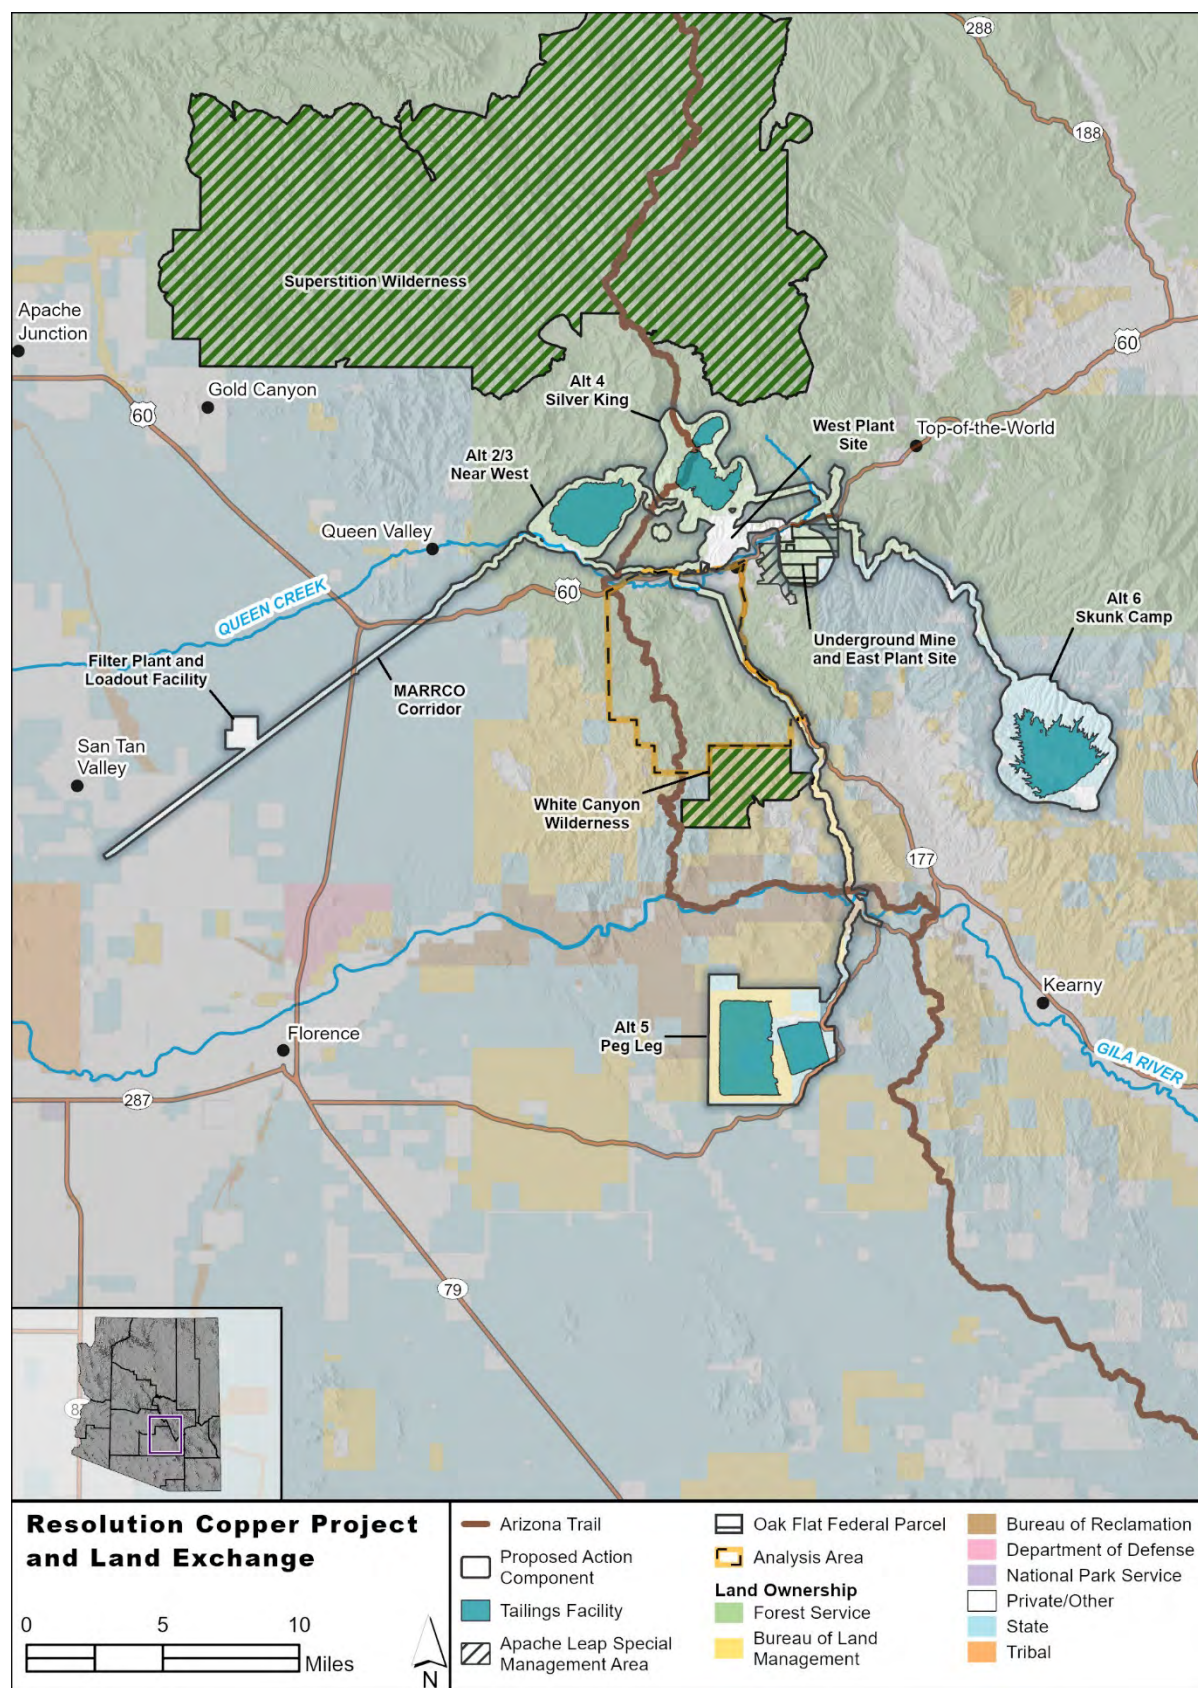 288
188
Superstition Wilderness
Apache
Junction
60
60
Gold Canyon
Alt 4
Silver King
West Plant
Site
Top-of-the-World
Alt 2/3
Near West
Queen Valley
QUEEN CREEK
60
Alt 6
Skunk Camp
Underground Mine
and East Plant Site
Filter Plant and
Loadout Facility
MARRCO
Corridor
San Tan
Valley
White Canyon
Wilderness
177
Kearny
Alt 5
Peg Leg
Florence
GILA RIVER
287
79
8
Resolution Copper Project
and Land Exchange
0 5 10
Miles
N
Arizona Trail
Proposed Action
Component
Tailings Facility
Apache Leap Special
Management Area
Oak Flat Federal Parcel
Analysis Area
Land Ownership
Forest Service
Bureau of Land
Management
Bureau of Reclamation
Department of Defense
National Park Service
Private/Other
State
Tribal